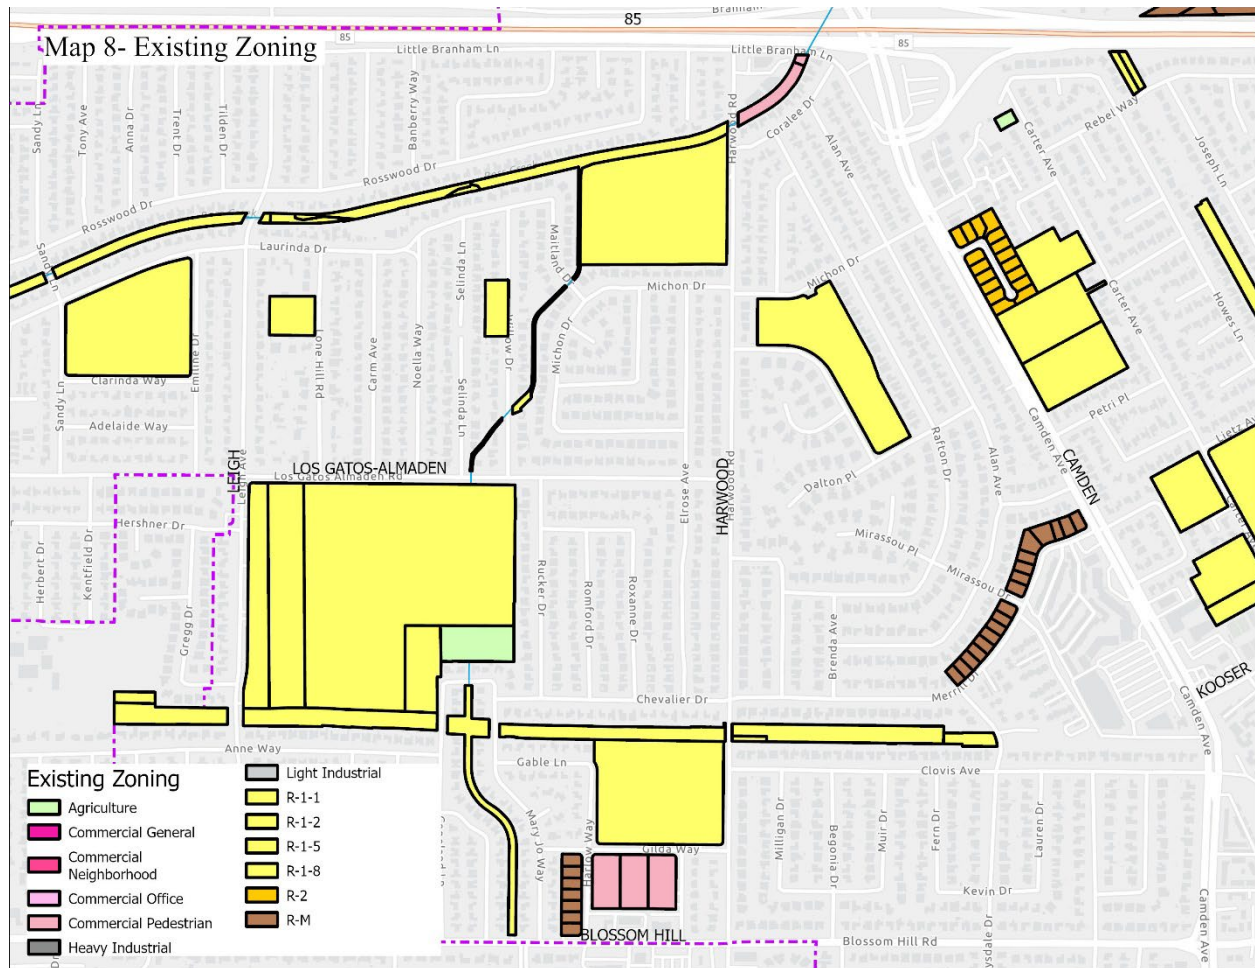 Branham
85
Map 8- Existing Zoning
85
Little Branham Ln
Little Branham Ln
85
Sandy Ln
Tony Ave
Anna Dr
Trent Dr
Tilden Dr
Banberry Way
Harwood Rd
Coralee Dr
Alan Ave
Carter Ave
Rebel Way
Joseph Ln
Rosswood Dr
Rosswood Dr
Sandy Ln
Laurinda Dr
Selinda Ln
Maitland Dr
Michon Dr
Michon Dr
Michon Dr
Carter Ave
Howes Ln
Emiline Dr
Lone Hill Rd
Carm Ave
Noella Way
Clarinda Way
Sandy Ln
Adelaide Way
Selinda Ln
Petri Pl
Camden Ave
Rafton Dr
CAMDEN
LEIGH
Leigh Ave
LOS GATOS-ALMADEN
Los Gatos Almaden Rd
Elrose Ave
HARWOOD
Harwood Rd
Dalton Pl
Alan Ave
Hershner Dr
Herbert Dr
Kentfield Dr
Gregg Dr
Rucker Dr
Romford Dr
Roxanne Dr
Mirassou Pl
Mirassou Dr
Brenda Ave
Merrill Dr
KOOSER
Camden Ave
Chevalier Dr
Anne Way
Gable Ln
Clovis Ave
Mary Jo Way
Harlow Way
Gilda Way
Milligan Dr
Begonia Dr
Muir Dr
Fern Dr
Lauren Dr
Kevin Dr
Camden Ave
BLOSSOM HILL
Blossom Hill Rd
Existing Zoning
Agriculture
Commercial General
Commercial
Neighborhood
Commercial Office
Commercial Pedestrian
Heavy Industrial
Light Industrial
R-1-1
R-1-2
R-1-5
R-1-8
R-2
R-M